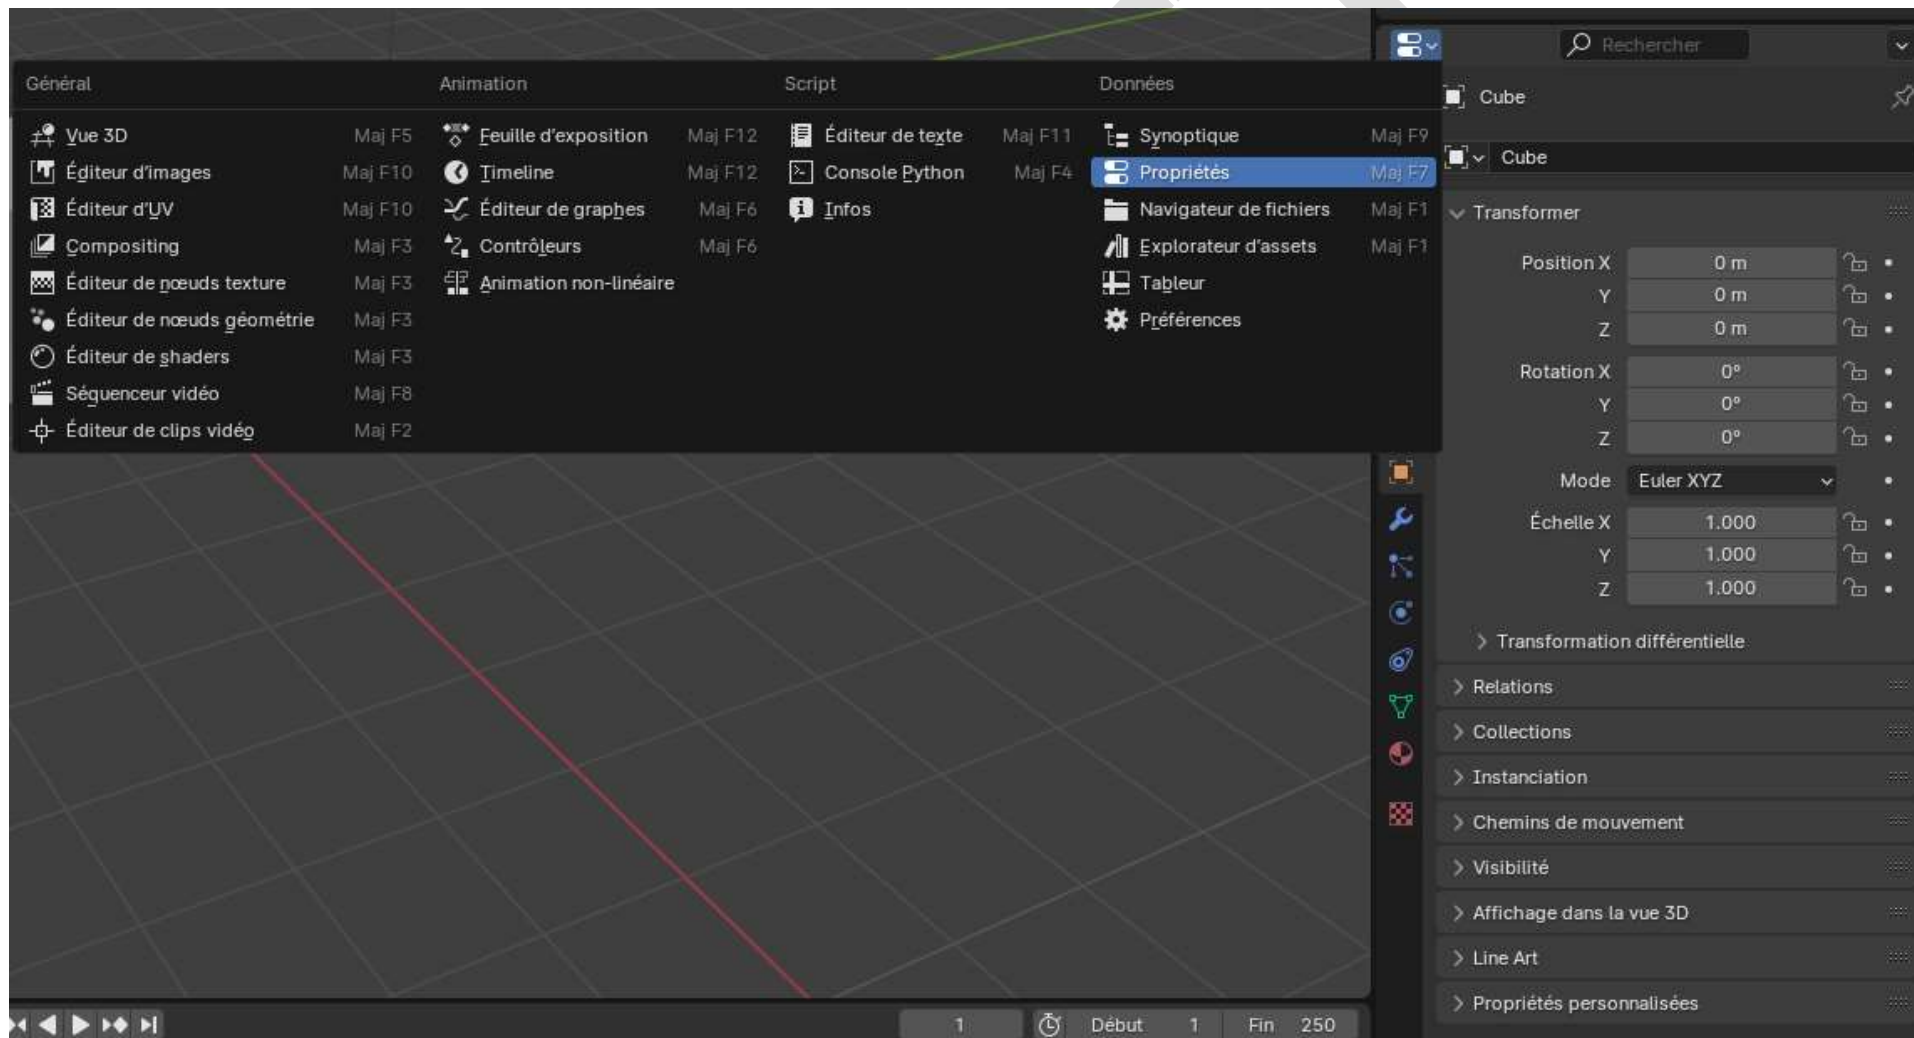 Rechercher
Général
Vue 3D Maj F5
Éditeur d'images Maj F10
Éditeur d'UV Maj F10
Compositing Maj F3
Éditeur de nœuds texture Maj F3
Éditeur de nœuds géométrie Maj F3
Éditeur de shaders Maj F3
Séquenceur vidéo Maj F8
Éditeur de clips vidéo Maj F2
Animation
Feuille d'exposition Maj F12
Timeline Maj F12
Éditeur de graphes Maj F6
Contrôleurs Maj F6
Animation non-linéaire
Script
Éditeur de texte Maj F11
Console Python Maj F4
Infos
Données
Synoptique Maj F9
Propriétés Maj F7
Navigateur de fichiers Maj F1
Explorateur d'assets Maj F1
Tableur
Préférences
Cube
Cube
Transformer
Position X 0 m
Y 0 m
Z 0 m
Rotation X 0°
Y 0°
Z 0°
Mode Euler XYZ
Échelle X 1.000
Y 1.000
Z 1.000
Transformation différentielle
Relations
Collections
Instanciation
Chemins de mouvement
Visibilité
Affichage dans la vue 3D
Line Art
Propriétés personnalisées
1 Début 1 Fin 250